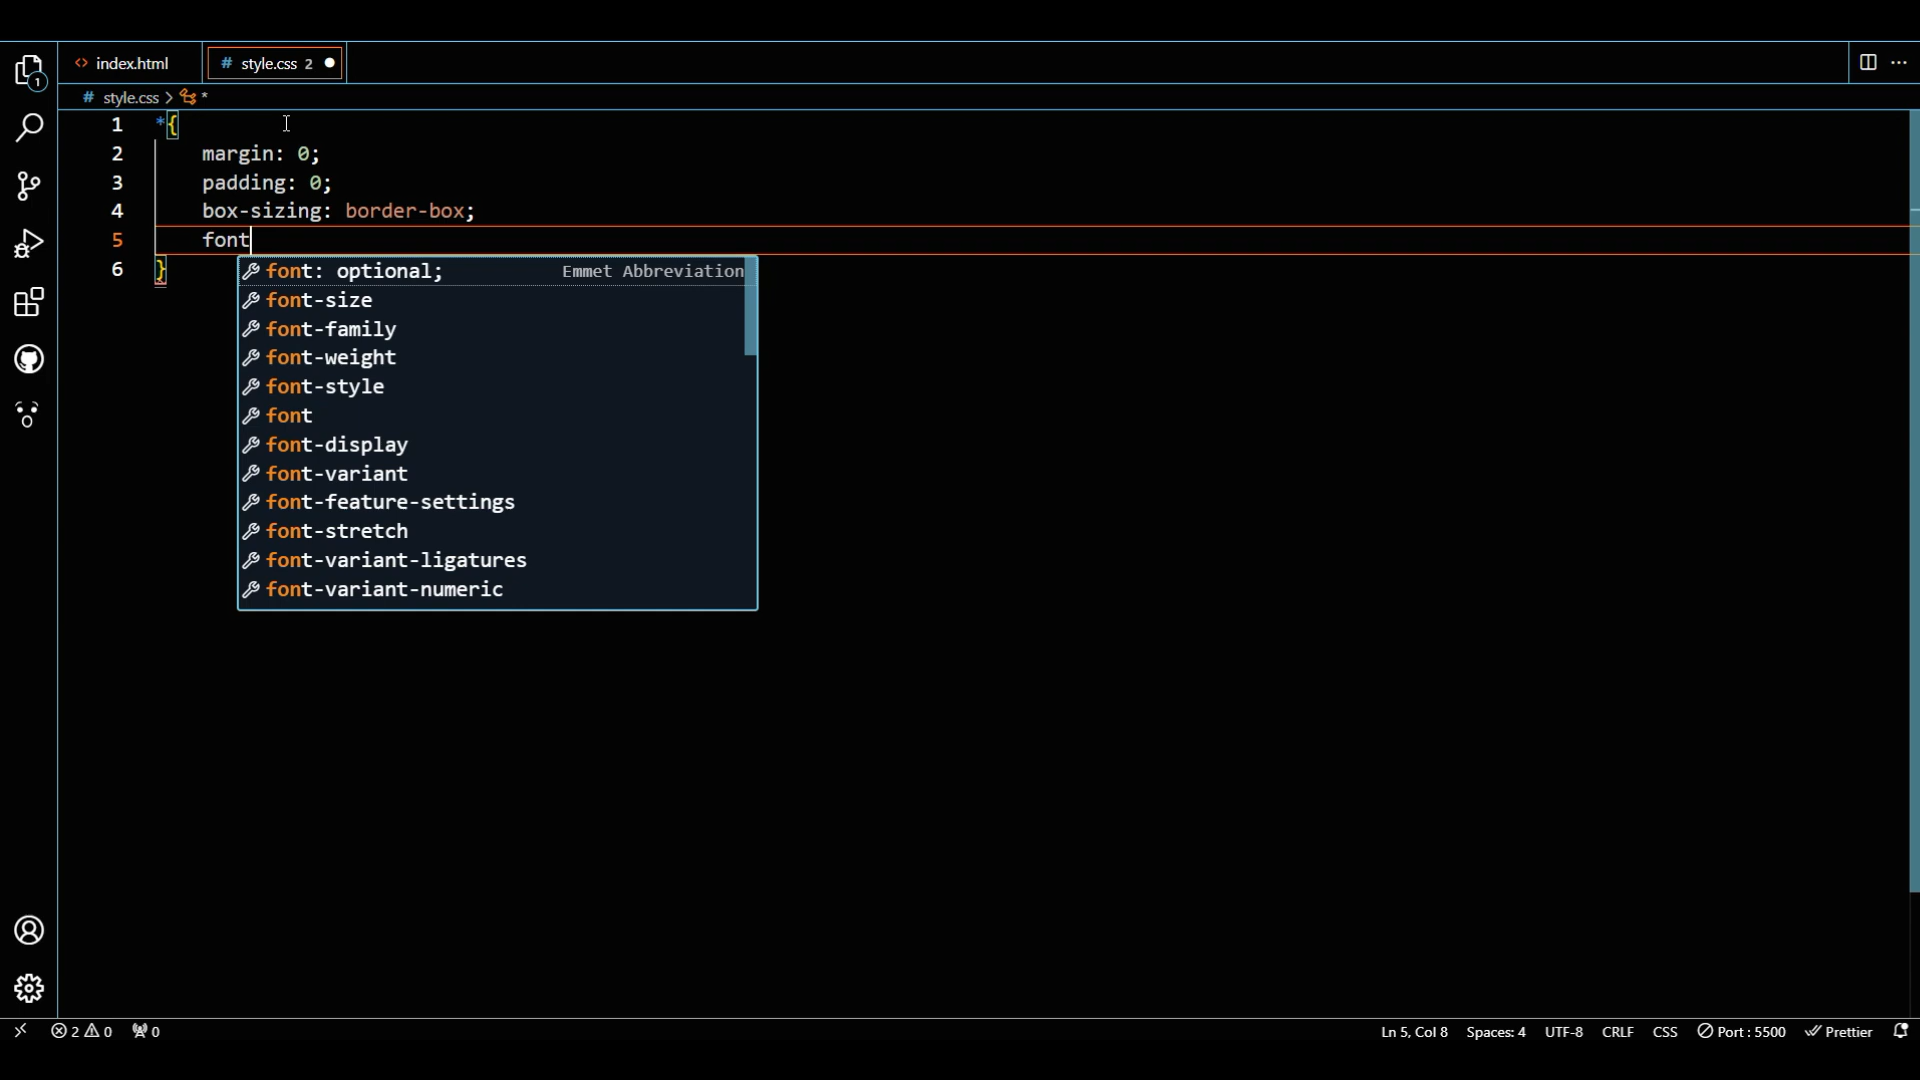 index.html
# style.css 2
# style.css > *
1
2
3
4
5
6
*{
margin: 0;
padding: 0;
box-sizing: border-box;
font
}
font: optional; Emmet Abbreviation
font-size
font-family
font-weight
font-style
font
font-display
font-variant
font-feature-settings
font-stretch
font-variant-ligatures
font-variant-numeric
1
2 0 0
Ln 5, Col 8 Spaces: 4 UTF-8 CRLF CSS Port : 5500 Prettier